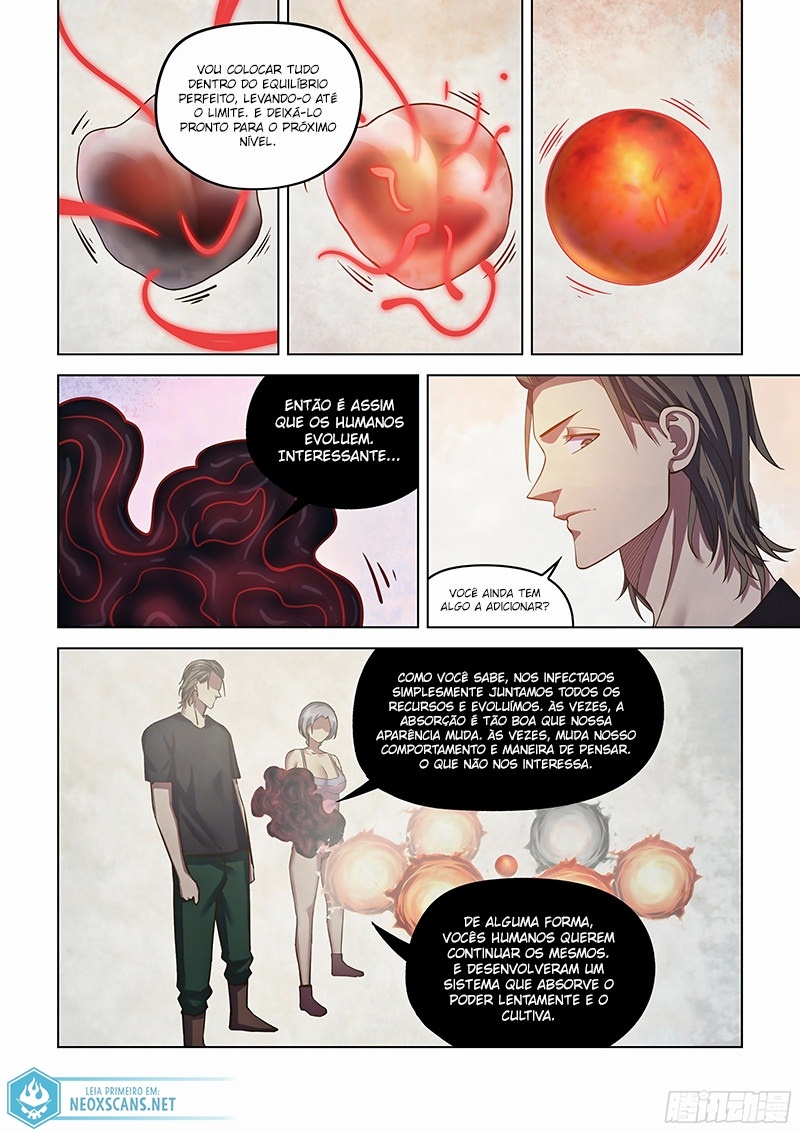 VOU COLOCAR TUDO
DENTRO DO EQUILÍBRIO
PERFEITO, LEVANDO-O ATÉ
O LIMITE. E DEIXÁ-LO
PRONTO PARA O PRÓXIMO
NÍVEL.
ENTÃO É ASSIM
QUE OS HUMANOS
EVOLUEM.
INTERESSANTE...
VOCÊ AINDA TEM
ALGO A ADICIONAR?
COMO VOCÊ SABE, NOS INFECTADOS
SIMPLESMENTE JUNTAMOS TODOS OS
RECURSOS E EVOLUÍMOS. ÀS VEZES, A
ABSORÇÃO É TÃO BOA QUE NOSSA
APARÊNCIA MUDA. ÀS VEZES, MUDA NOSSO
COMPORTAMENTO E MANEIRA DE PENSAR.
O QUE NÃO NOS INTERESSA.
DE ALGUMA FORMA,
VOCÊS HUMANOS QUEREM
CONTINUAR OS MESMOS.
E DESENVOLVERAM UM
SISTEMA QUE ABSORVE O
PODER LENTAMENTE E O
CULTIVA.
LEIA PRIMEIRO EM:
NEOXSCANS.NET
腾讯动漫